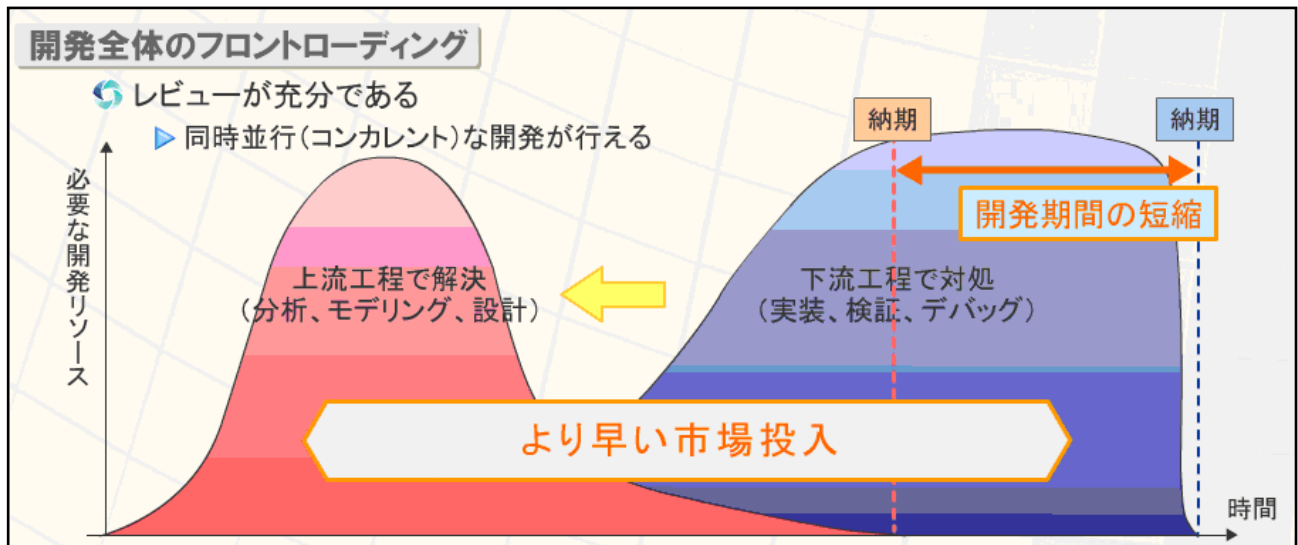 開発全体のフロントローディング
レビューが充分である
同時並行(コンカレント)な開発が行える
納期
納期
必要な開発リソース
開発期間の短縮
上流工程で解決
(分析、モデリング、設計)
下流工程で対処
(実装、検証、デバッグ)
より早い市場投入
時間